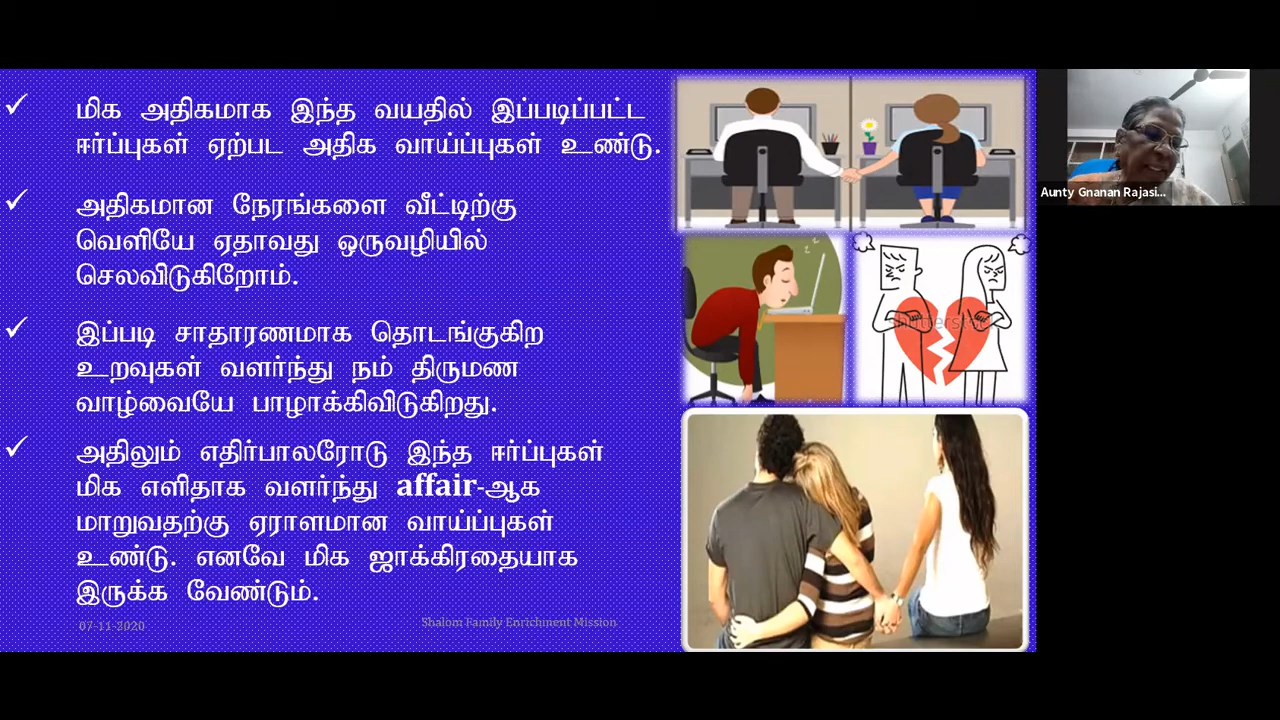 ✓ மிக அதிகமாக இந்த வயதில் இப்படிப்பட்ட
ஈர்ப்புகள் ஏற்பட அதிக வாய்ப்புகள் உண்டு.
✓ அதிகமான நேரங்களை வீட்டிற்கு
வெளியே ஏதாவது ஒருவழியில்
செலவிடுகிறோம்.
✓ இப்படி சாதாரணமாக தொடங்குகிற
உறவுகள் வளர்ந்து நம் திருமண
வாழ்வையே பாழாக்கிவிடுகிறது.
✓ அதிலும் எதிர்பாலரோடு இந்த ஈர்ப்புகள்
மிக எளிதாக வளர்ந்து affair-ஆக
மாறுவதற்கு ஏராளமான வாய்ப்புகள்
உண்டு. எனவே மிக ஜாக்கிரதையாக
இருக்க வேண்டும்.
07-11-2020
Shalom Family Enrichment Mission
Aunty Gnanan Rajasi...